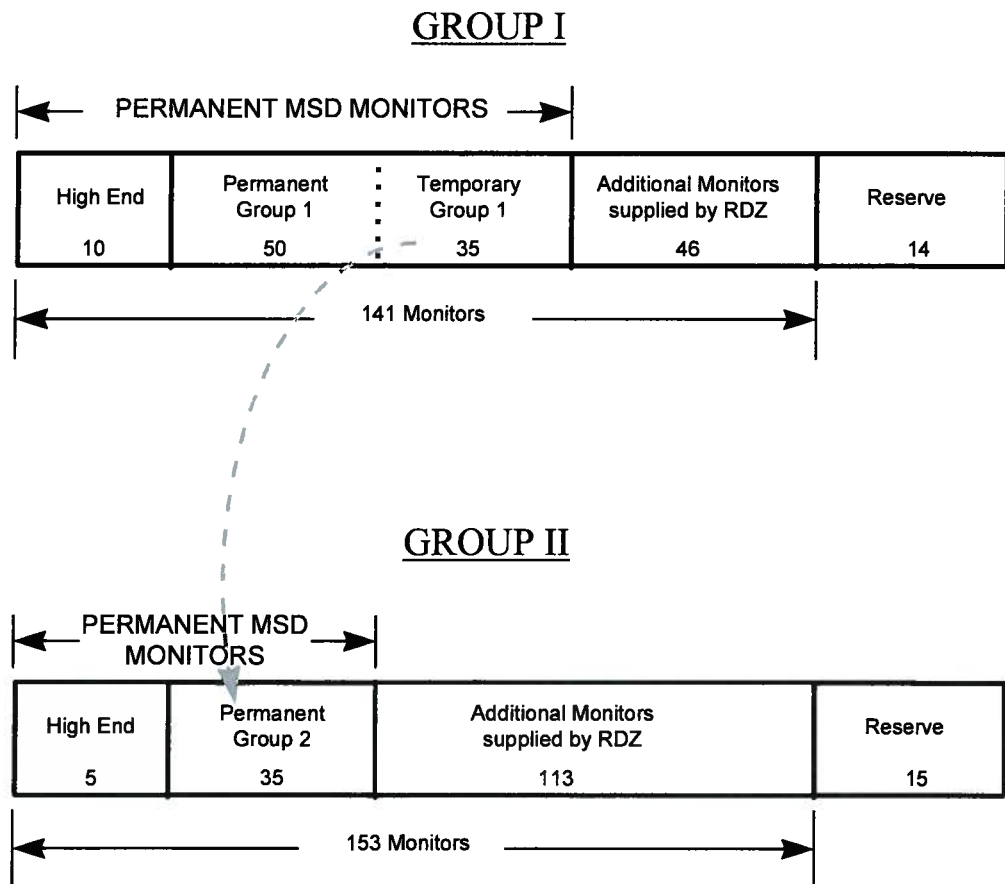 GROUP I
PERMANENT MSD MONITORS
High End
10
Permanent
Group 1
50
Temporary
Group 1
35
Additional Monitors
supplied by RDZ
46
Reserve
14
141 Monitors
GROUP II
PERMANENT MSD
MONITORS
High End
5
Permanent
Group 2
35
Additional Monitors
supplied by RDZ
113
Reserve
15
153 Monitors